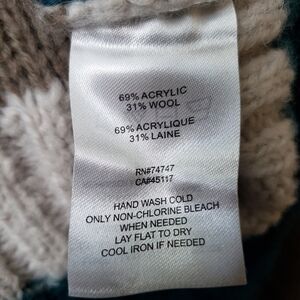 69% ACRYLIC
31% WOOL
69% ACRYLIQUE
31% LAINE
RN#74747
CA#45117
HAND WASH COLD
ONLY NON-CHLORINE BLEACH
WHEN NEEDED
LAY FLAT TO DRY
COOL IRON IF NEEDED